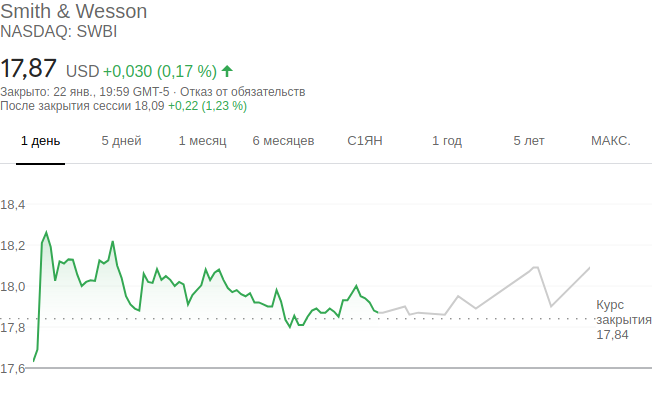 Smith & Wesson
NASDAQ: SWBI
17,87 USD +0,030 (0,17 %)
Закрыто: 22 янв., 19:59 GMT-5 · Отказ от обязательств
После закрытия сессии 18,09 +0,22 (1,23 %)
1 день 5 дней 1 месяц 6 месяцев С1ЯН 1 год 5 лет МАКС.
18,4
18,2
18,0
17,8
17,6
Курс
закрытия
17,84